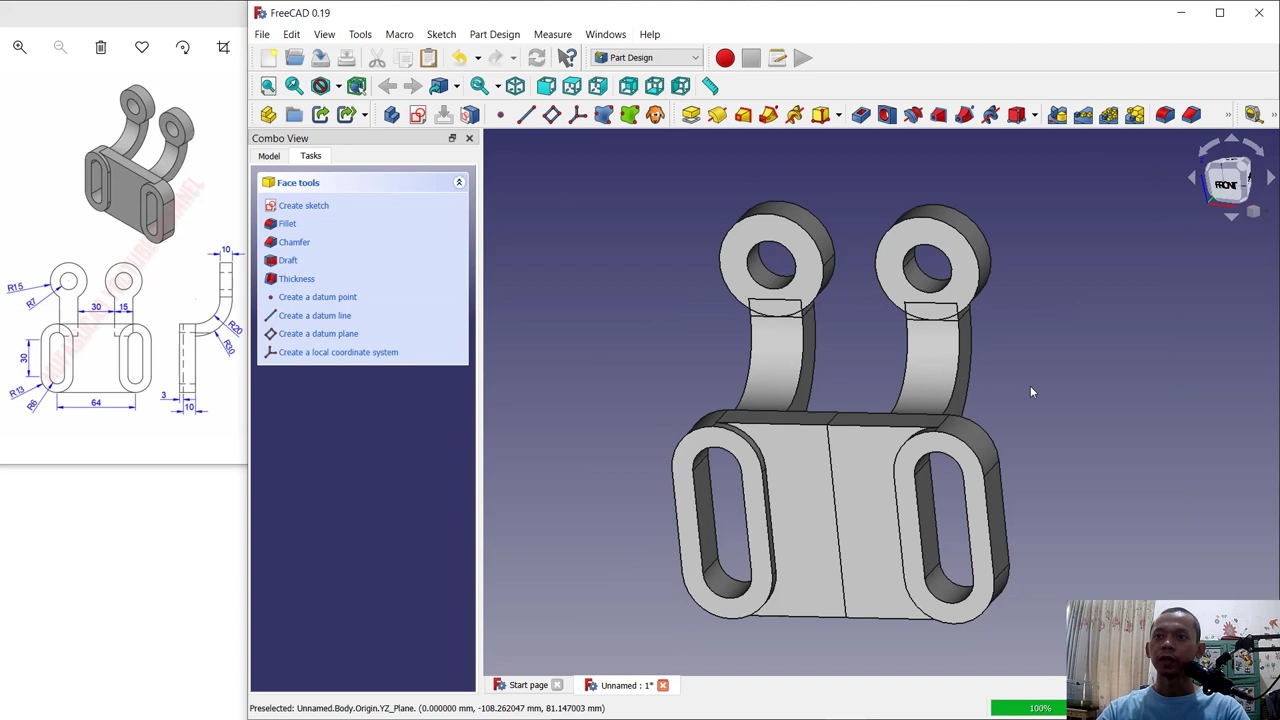 FreeCAD 0.19
File Edit View Tools Macro Sketch Part Design Measure Windows Help
Part Design
Combo View
Model Tasks
Face tools
Create sketch
Fillet
Chamfer
Draft
Thickness
Create a datum point
Create a datum line
Create a datum plane
Create a local coordinate system
FRONT
10
R15
R7
30 15
R20
R30
30
R13
R6
64
3
10
Start page Unnamed : 1*
Preselected: Unnamed.Body.Origin.YZ_Plane. (0.000000 mm, -108.262047 mm, 81.147003 mm)
100%